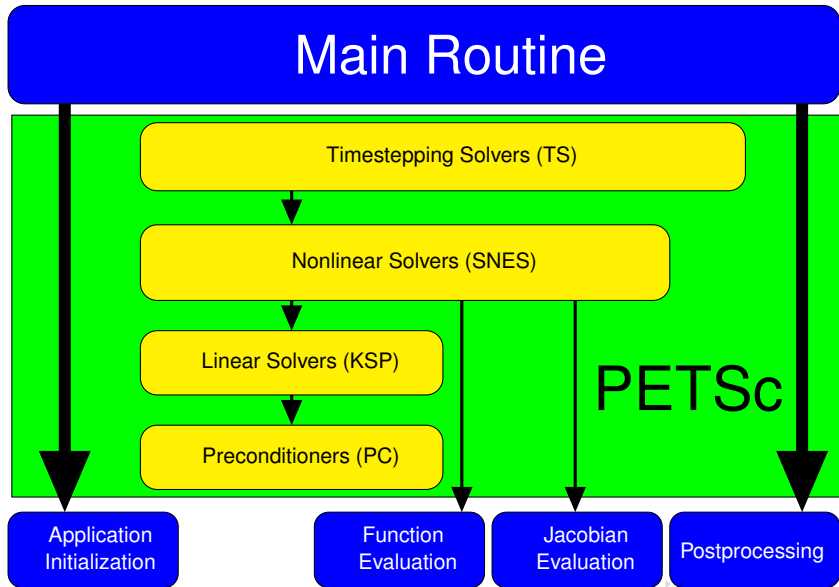 Main Routine
Timestepping Solvers (TS)
Nonlinear Solvers (SNES)
Linear Solvers (KSP)
PETSc
Preconditioners (PC)
Application
Initialization
Function
Evaluation
Jacobian
Evaluation
Postprocessing